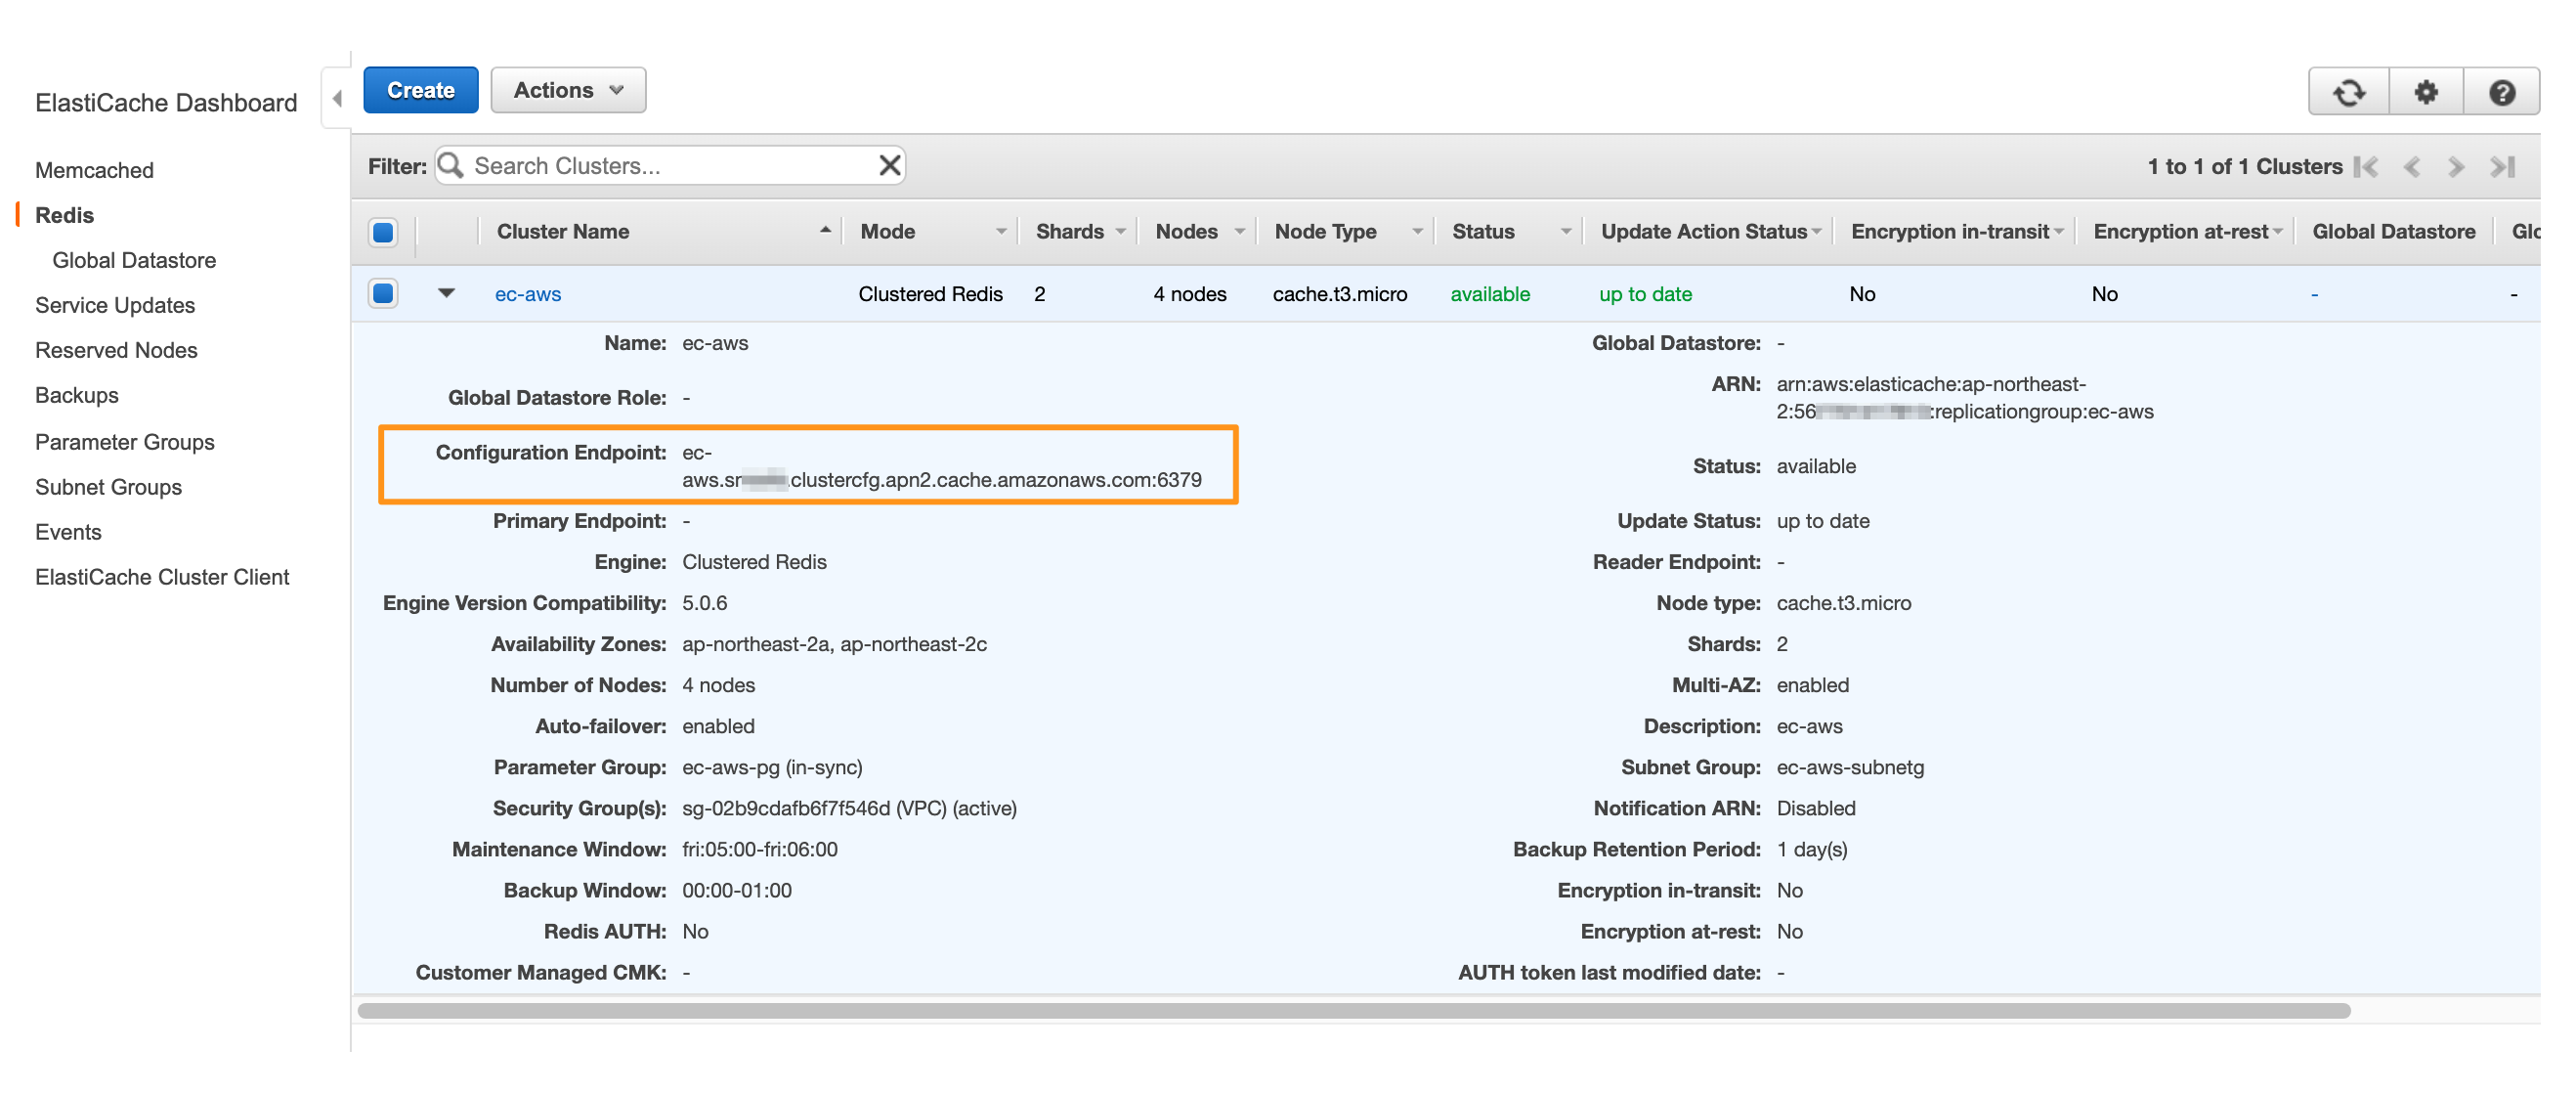 ElastiCache Dashboard
Memcached
Redis
Global Datastore
Service Updates
Reserved Nodes
Backups
Parameter Groups
Subnet Groups
Events
ElastiCache Cluster Client
Create Actions
Filter: Search Clusters... 1 to 1 of 1 Clusters
Cluster Name Mode Shards Nodes Node Type Status Update Action Status Encryption in-transit Encryption at-rest Global Datastore Glo
ec-aws Clustered Redis 2 4 nodes cache.t3.micro available up to date No No - -
Name: ec-aws
Global Datastore Role: -
Configuration Endpoint: ec-
aws.sn .clustercfg.apn2.cache.amazonaws.com:6379
Primary Endpoint: -
Engine: Clustered Redis
Engine Version Compatibility: 5.0.6
Availability Zones: ap-northeast-2a, ap-northeast-2c
Number of Nodes: 4 nodes
Auto-failover: enabled
Parameter Group: ec-aws-pg (in-sync)
Security Group(s): sg-02b9cdafb6f7f546d (VPC) (active)
Maintenance Window: fri:05:00-fri:06:00
Backup Window: 00:00-01:00
Redis AUTH: No
Customer Managed CMK: -
Global Datastore: -
ARN: arn:aws:elasticache:ap-northeast-
2:56 :replicationgroup:ec-aws
Status: available
Update Status: up to date
Reader Endpoint: -
Node type: cache.t3.micro
Shards: 2
Multi-AZ: enabled
Description: ec-aws
Subnet Group: ec-aws-subnetg
Notification ARN: Disabled
Backup Retention Period: 1 day(s)
Encryption in-transit: No
Encryption at-rest: No
AUTH token last modified date: -